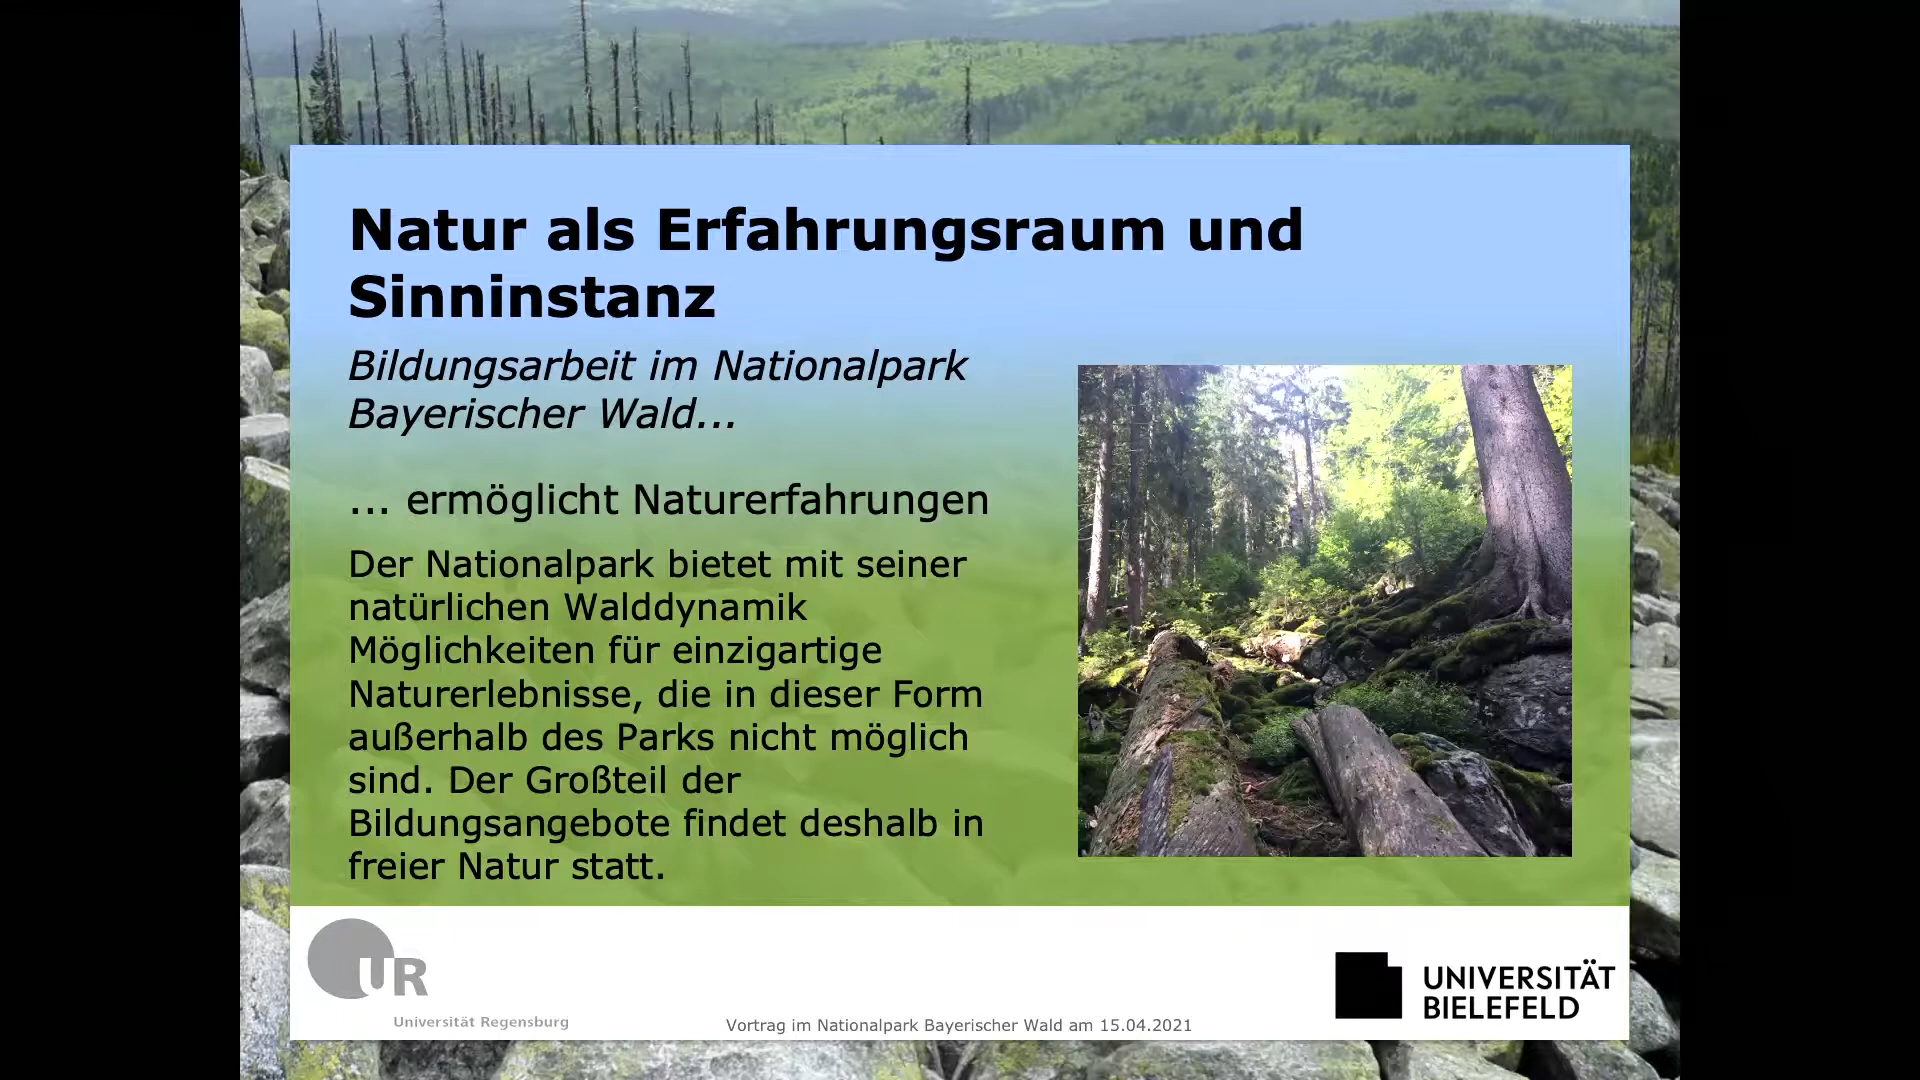 Natur als Erfahrungsraum und
Sinninstanz
Bildungsarbeit im Nationalpark
Bayerischer Wald...
... ermöglicht Naturerfahrungen
Der Nationalpark bietet mit seiner
natürlichen Walddynamik
Möglichkeiten für einzigartige
Naturerlebnisse, die in dieser Form
außerhalb des Parks nicht möglich
sind. Der Großteil der
Bildungsangebote findet deshalb in
freier Natur statt.
UR
Universität Regensburg
Vortrag im Nationalpark Bayerischer Wald am 15.04.2021
UNIVERSITÄT
BIELEFELD